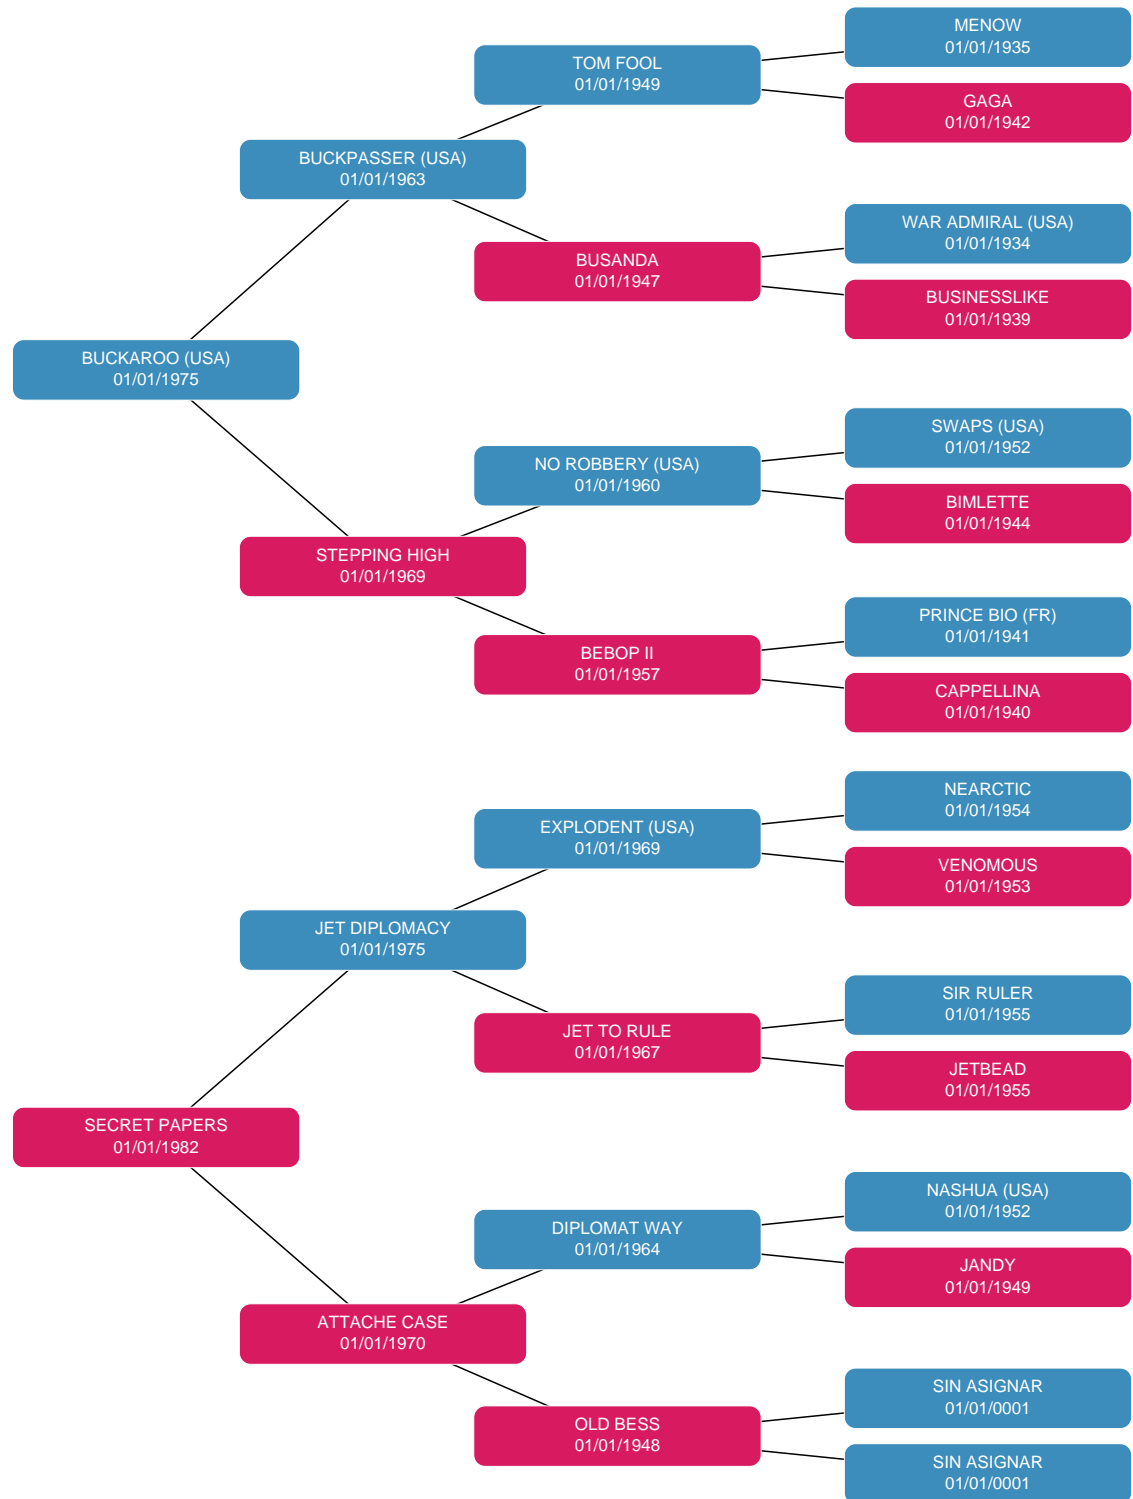 MENOW
01/01/1935
TOM FOOL
01/01/1949
GAGA
01/01/1942
BUCKPASSER (USA)
01/01/1963
WAR ADMIRAL (USA)
01/01/1934
BUSANDA
01/01/1947
BUSINESSLIKE
01/01/1939
BUCKAROO (USA)
01/01/1975
SWAPS (USA)
01/01/1952
NO ROBBERY (USA)
01/01/1960
BIMLETTE
01/01/1944
STEPPING HIGH
01/01/1969
PRINCE BIO (FR)
01/01/1941
BEBOP II
01/01/1957
CAPPELLINA
01/01/1940
NEARCTIC
01/01/1954
EXPLODENT (USA)
01/01/1969
VENOMOUS
01/01/1953
JET DIPLOMACY
01/01/1975
SIR RULER
01/01/1955
JET TO RULE
01/01/1967
JETBEAD
01/01/1955
SECRET PAPERS
01/01/1982
NASHUA (USA)
01/01/1952
DIPLOMAT WAY
01/01/1964
JANDY
01/01/1949
ATTACHE CASE
01/01/1970
SIN ASIGNAR
01/01/0001
OLD BESS
01/01/1948
SIN ASIGNAR
01/01/0001